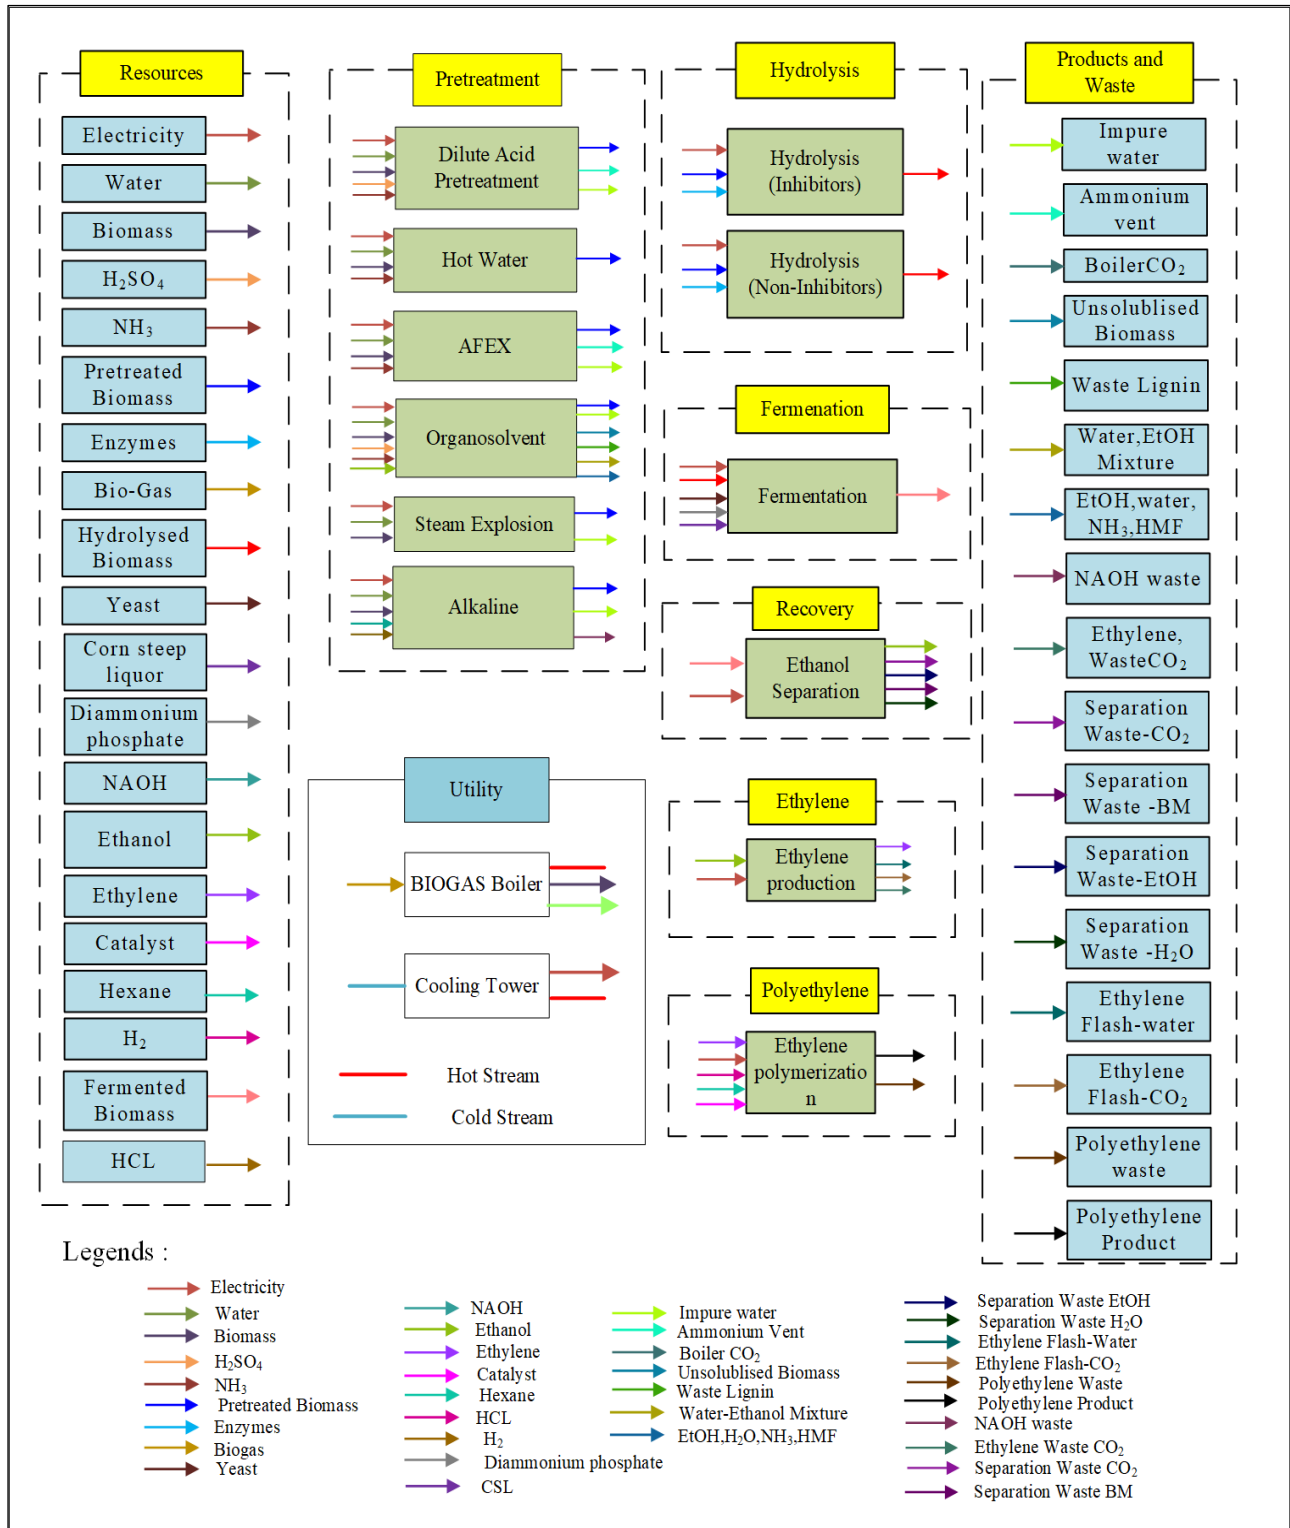 Resources
Electricity
Water
Biomass
H₂SO₄
NH₃
Pretreated
Biomass
Enzymes
Bio-Gas
Hydrolysed
Biomass
Yeast
Corn steep
liquor
Diammonium
phosphate
NAOH
Ethanol
Ethylene
Catalyst
Hexane
H₂
Fermented
Biomass
HCL
Pretreatment
Dilute Acid
Pretreatment
Hot Water
AFEX
Organosolvent
Steam Explosion
Alkaline
Utility
BIOGAS Boiler
Cooling Tower
Hot Stream
Cold Stream
Hydrolysis
Hydrolysis
(Inhibitors)
Hydrolysis
(Non-Inhibitors)
Fermenation
Fermentation
Recovery
Ethanol
Separation
Ethylene
Ethylene
production
Polyethylene
Ethylene
polymerizatio
n
Products and
Waste
Impure
water
Ammonium
vent
BoilerCO₂
Unsolublised
Biomass
Waste Lignin
Water,EtOH
Mixture
EtOH,water,
NH₃,HMF
NAOH waste
Ethylene,
WasteCO₂
Separation
Waste-CO₂
Separation
Waste -BM
Separation
Waste-EtOH
Separation
Waste -H₂O
Ethylene
Flash-water
Ethylene
Flash-CO₂
Polyethylene
waste
Polyethylene
Product
Legends :
Electricity
Water
Biomass
H₂SO₄
NH₃
Pretreated Biomass
Enzymes
Biogas
Yeast
NAOH
Ethanol
Ethylene
Catalyst
Hexane
HCL
H₂
Diammonium phosphate
CSL
Impure water
Ammonium Vent
Boiler CO₂
Unsolublised Biomass
Waste Lignin
Water-Ethanol Mixture
EtOH,H₂O,NH₃,HMF
Separation Waste EtOH
Separation Waste H₂O
Ethylene Flash-Water
Ethylene Flash-CO₂
Polyethylene Waste
Polyethylene Product
NAOH waste
Ethylene Waste CO₂
Separation Waste CO₂
Separation Waste BM